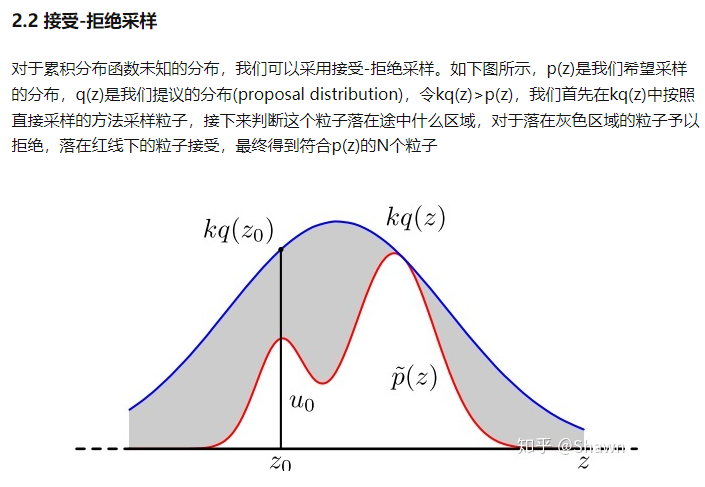 2.2 接受-拒绝采样
对于累积分布函数未知的分布，我们可以采用接受-拒绝采样。如下图所示，p(z)是我们希望采样
的分布，q(z)是我们提议的分布(proposal distribution)，令kq(z)>p(z)，我们首先在kq(z)中按照
直接采样的方法采样粒子，接下来判断这个粒子落在途中什么区域，对于落在灰色区域的粒子予以
拒绝，落在红线下的粒子接受，最终得到符合p(z)的N个粒子
kq(z)
kq(z₀)
p̃(z)
u₀
知乎 @Shawn
z₀
z